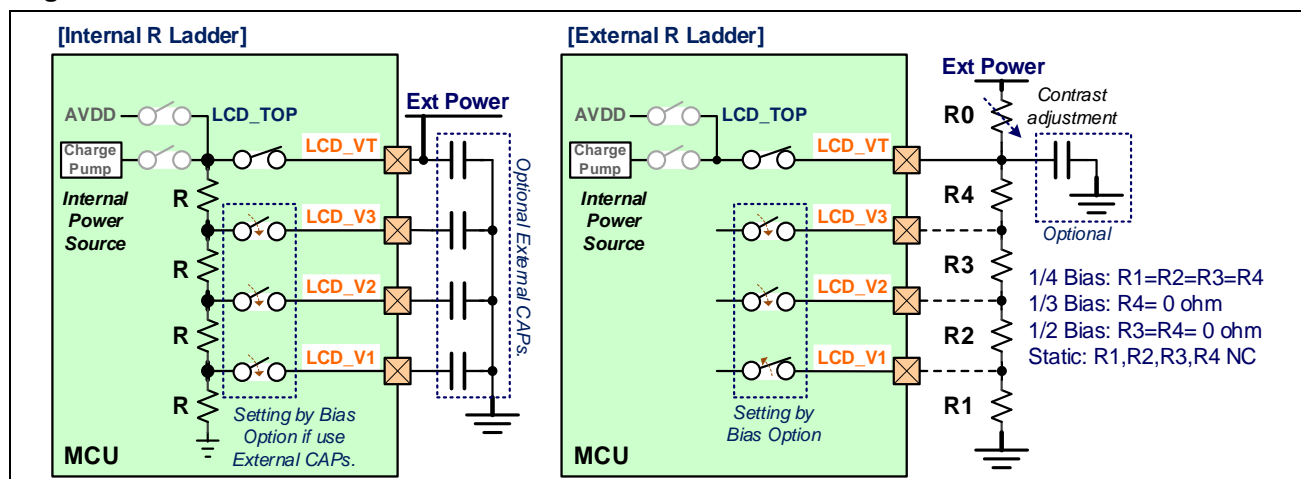 [Internal R Ladder]
AVDD
LCD_TOP
Ext Power
Charge
Pump
LCD_VT
Internal
Power
Source
R
LCD_V3
R
LCD_V2
R
LCD_V1
R
Optional External CAPs.
Setting by Bias
Option if use
External CAPs.
MCU
[External R Ladder]
Ext Power
AVDD
LCD_TOP
R0
Contrast
adjustment
Charge
Pump
LCD_VT
Internal
Power
Source
R4
Optional
LCD_V3
R3
LCD_V2
R2
LCD_V1
R1
1/4 Bias: R1=R2=R3=R4
1/3 Bias: R4= 0 ohm
1/2 Bias: R3=R4= 0 ohm
Static: R1,R2,R3,R4 NC
Setting by
Bias Option
MCU